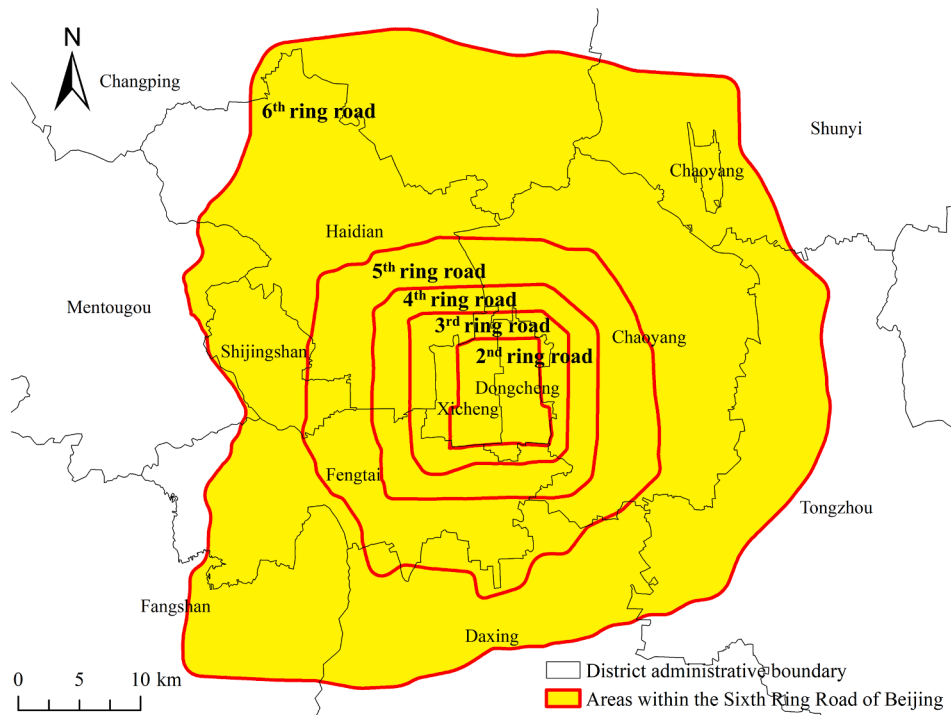 N
Changping
6th ring road
Shunyi
Chaoyang
Haidian
5th ring road
4th ring road
Mentougou
3rd ring road
Chaoyang
Shijingshan
2nd ring road
Dongcheng
Xicheng
Fengtai
Tongzhou
Fangshan
Daxing
District administrative boundary
0 5 10 km
Areas within the Sixth Ring Road of Beijing